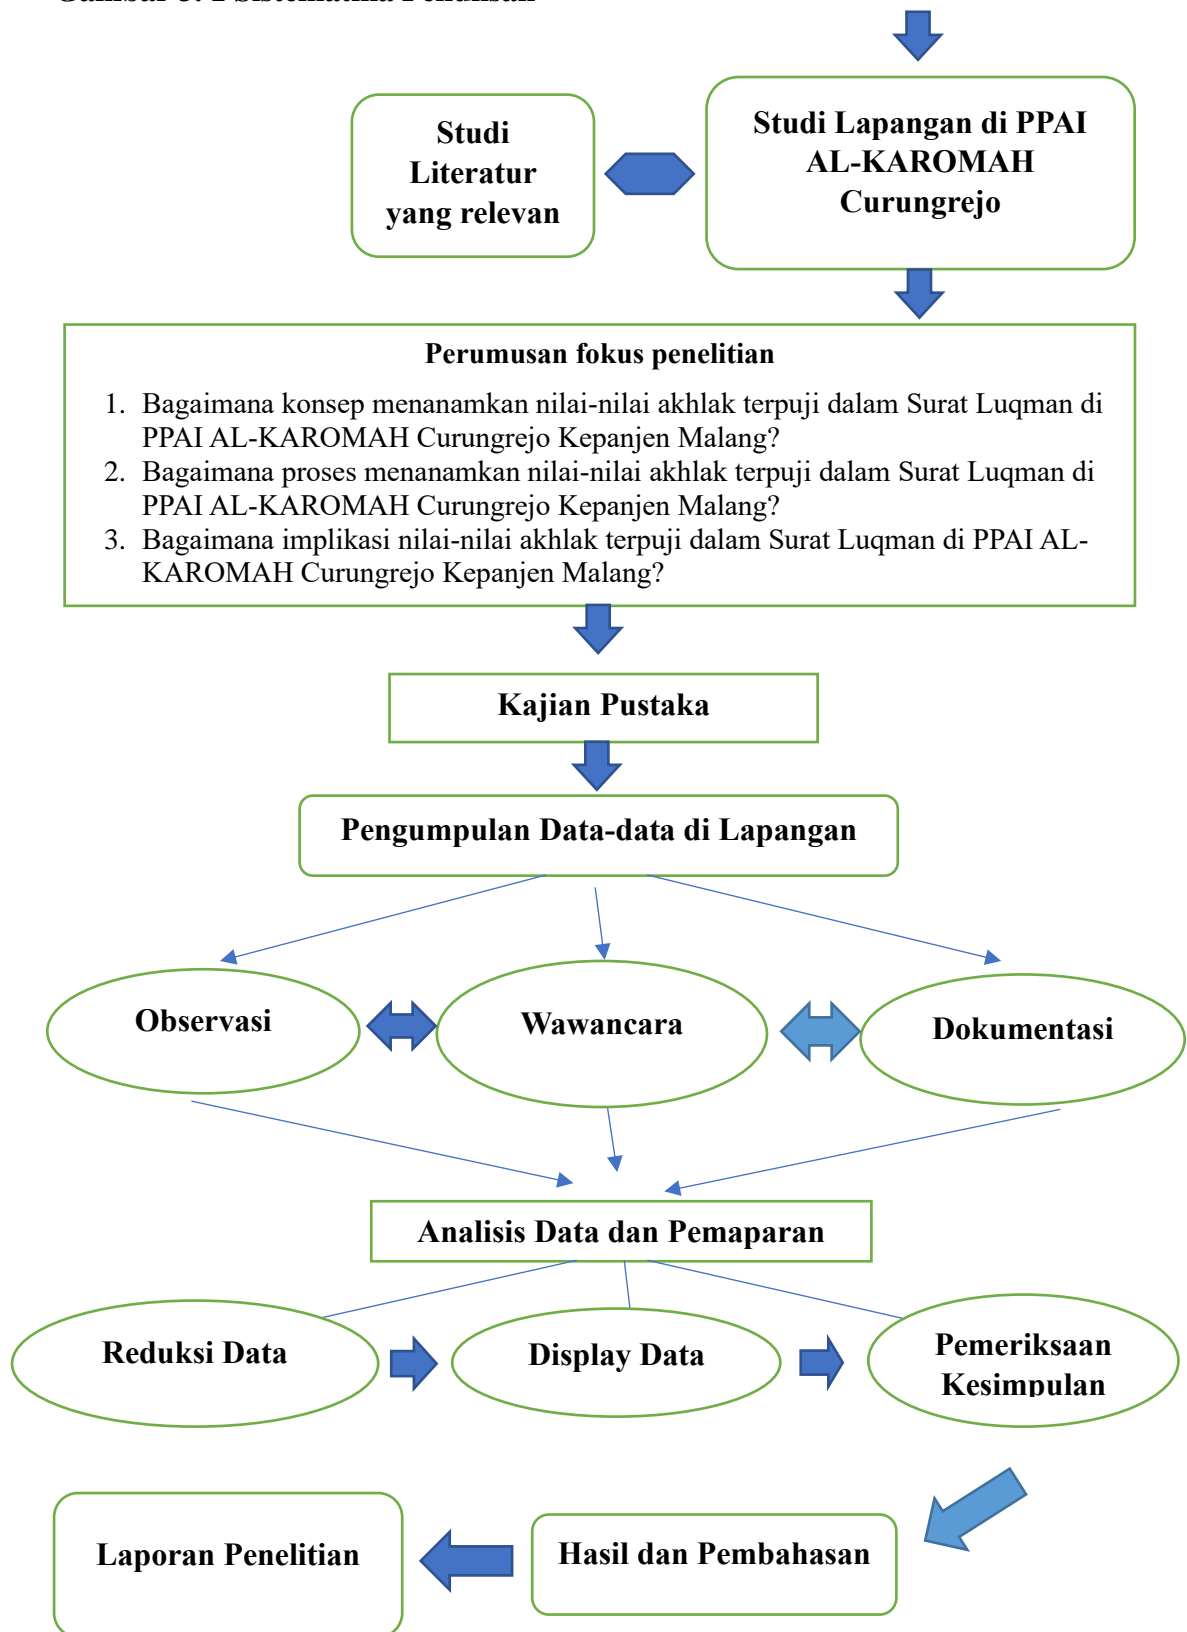 Studi
Literatur
yang relevan
Studi Lapangan di PPAI
AL-KAROMAH
Curungrejo
Perumusan fokus penelitian
1. Bagaimana konsep menanamkan nilai-nilai akhlak terpuji dalam Surat Luqman di
PPAI AL-KAROMAH Curungrejo Kepanjen Malang?
2. Bagaimana proses menanamkan nilai-nilai akhlak terpuji dalam Surat Luqman di
PPAI AL-KAROMAH Curungrejo Kepanjen Malang?
3. Bagaimana implikasi nilai-nilai akhlak terpuji dalam Surat Luqman di PPAI AL-
KAROMAH Curungrejo Kepanjen Malang?
Kajian Pustaka
Pengumpulan Data-data di Lapangan
Observasi
Wawancara
Dokumentasi
Analisis Data dan Pemaparan
Reduksi Data
Display Data
Pemeriksaan
Kesimpulan
Hasil dan Pembahasan
Laporan Penelitian